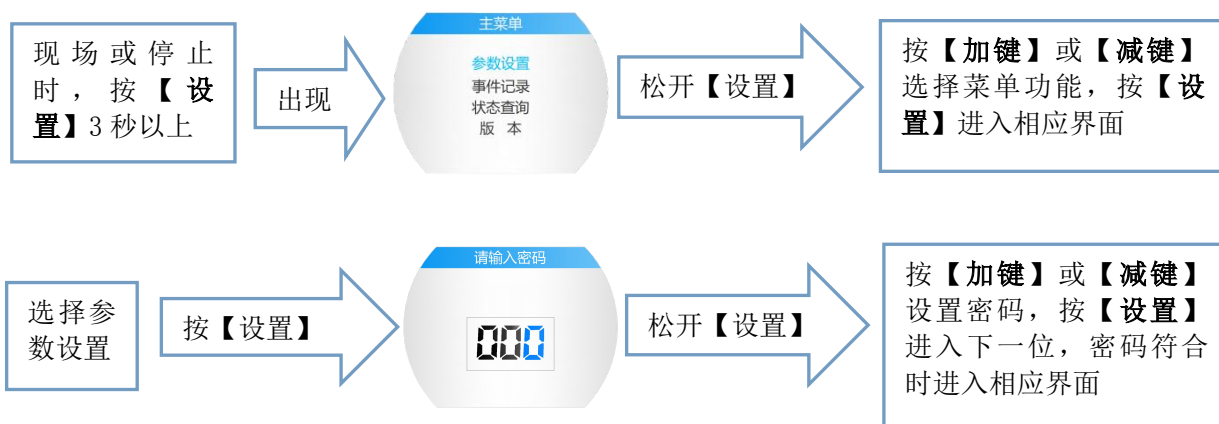 现场或停止
时，按【设
置】3秒以上
出现
主菜单
参数设置
事件记录
状态查询
版 本
松开【设置】
按【加键】或【减键】
选择菜单功能，按【设
置】进入相应界面
选择参
数设置
按【设置】
请输入密码
000
松开【设置】
按【加键】或【减键】
设置密码，按【设置】
进入下一位，密码符合
时进入相应界面